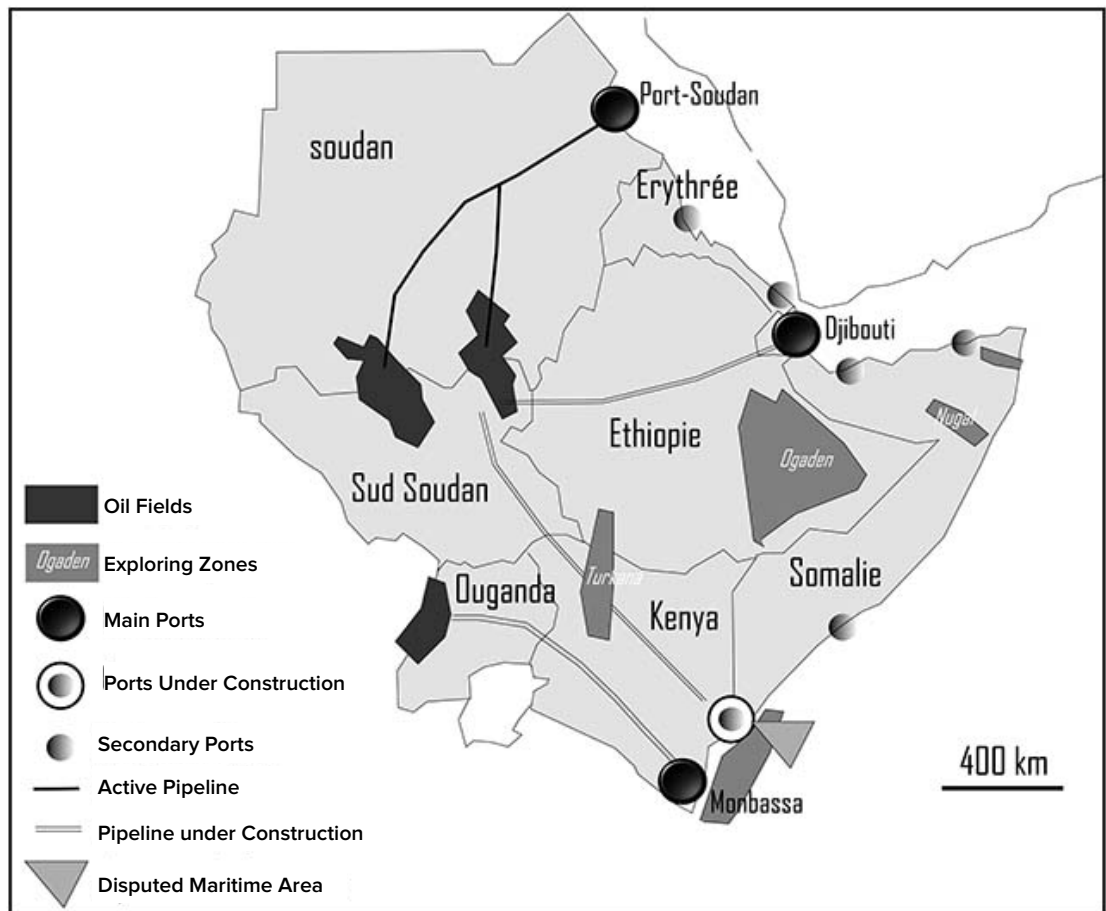 Port-Soudan
soudan
Erythrée
Djibouti
Nugal
Ethiopie
Ogaden
Sud Soudan
Oil Fields
Ogaden
Exploring Zones
Turkana
Somalie
Ouganda
Kenya
Main Ports
Ports Under Construction
Secondary Ports
400 km
Active Pipeline
Monbassa
Pipeline under Construction
Disputed Maritime Area